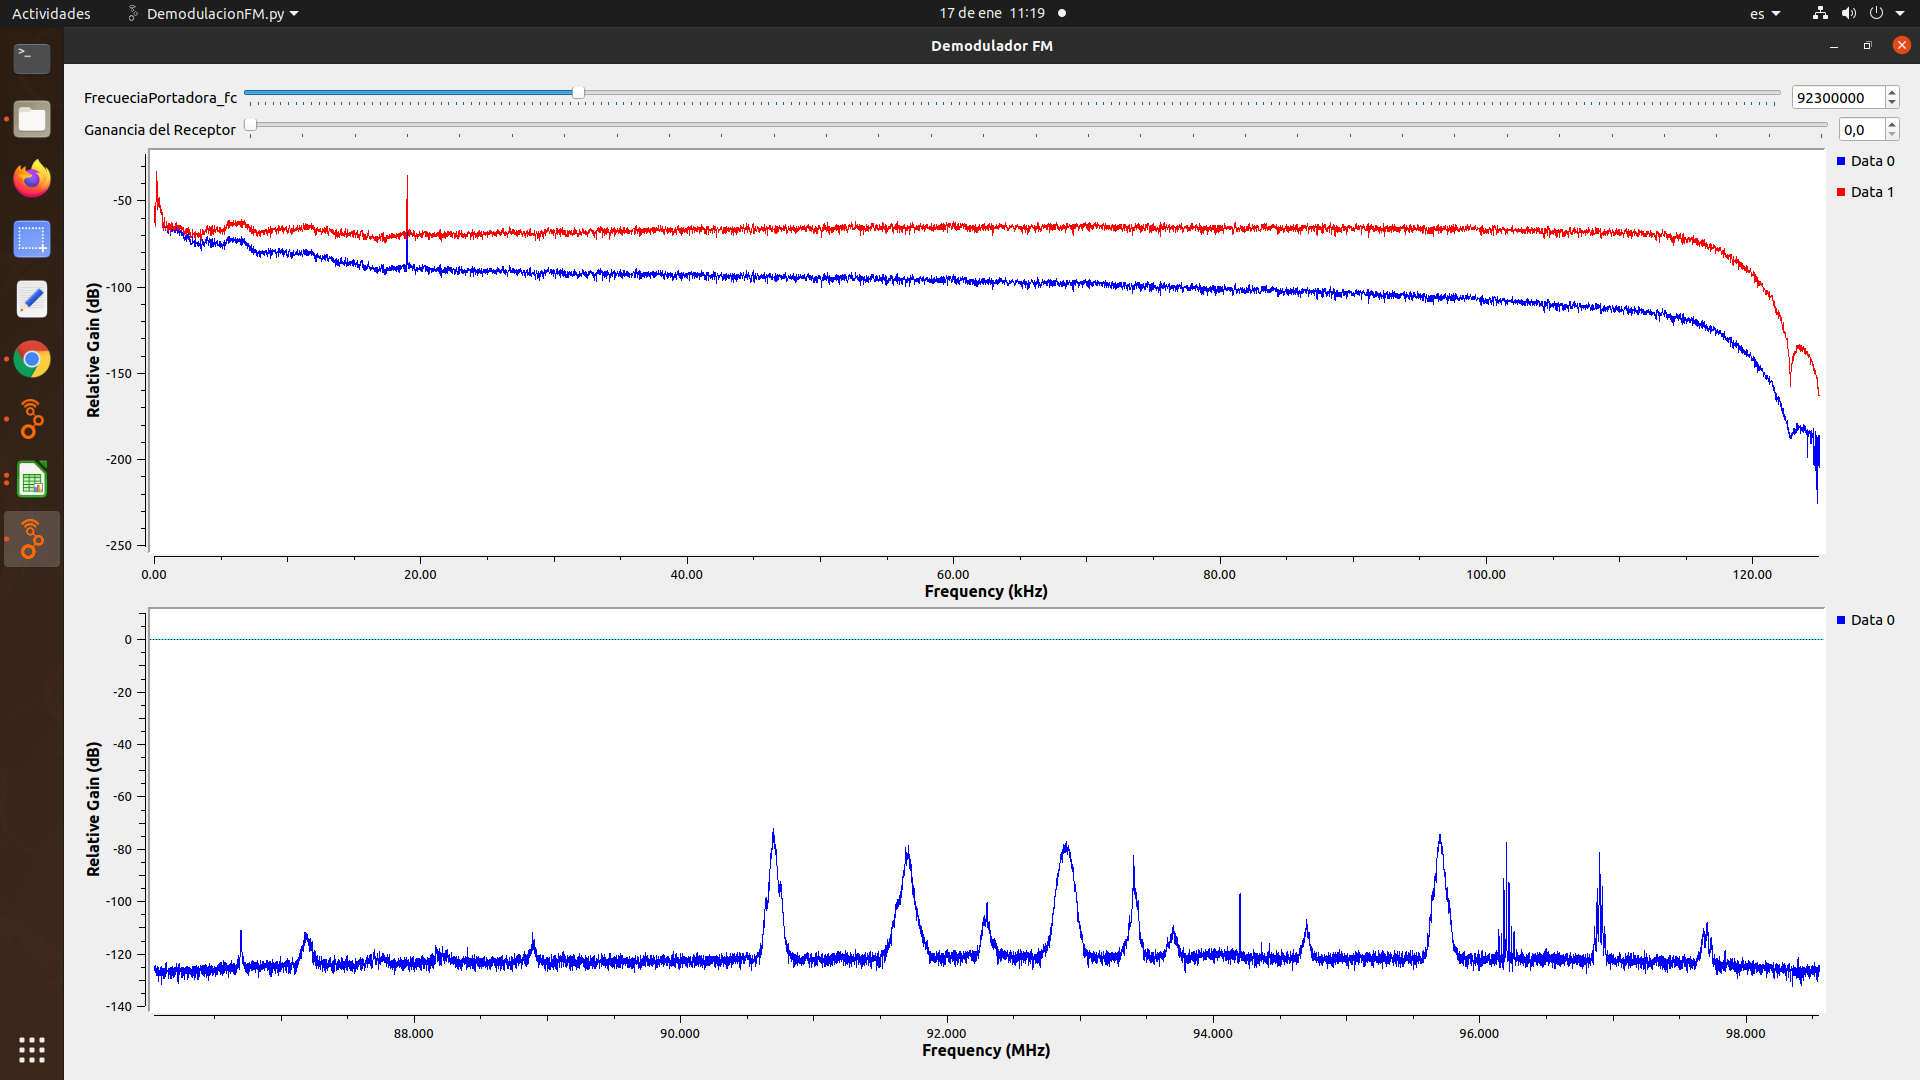 Actividades DemodulacionFM.py 17 de ene 11:19 es
Demodulador FM
FrecueciaPortadora_fc 92300000
Ganancia del Receptor 0,0
Data 0
Data 1
Relative Gain (dB)
-50
-100
-150
-200
-250
0.00 20.00 40.00 60.00 80.00 100.00 120.00
Frequency (kHz)
Data 0
Relative Gain (dB)
0
-20
-40
-60
-80
-100
-120
-140
88.000 90.000 92.000 94.000 96.000 98.000
Frequency (MHz)